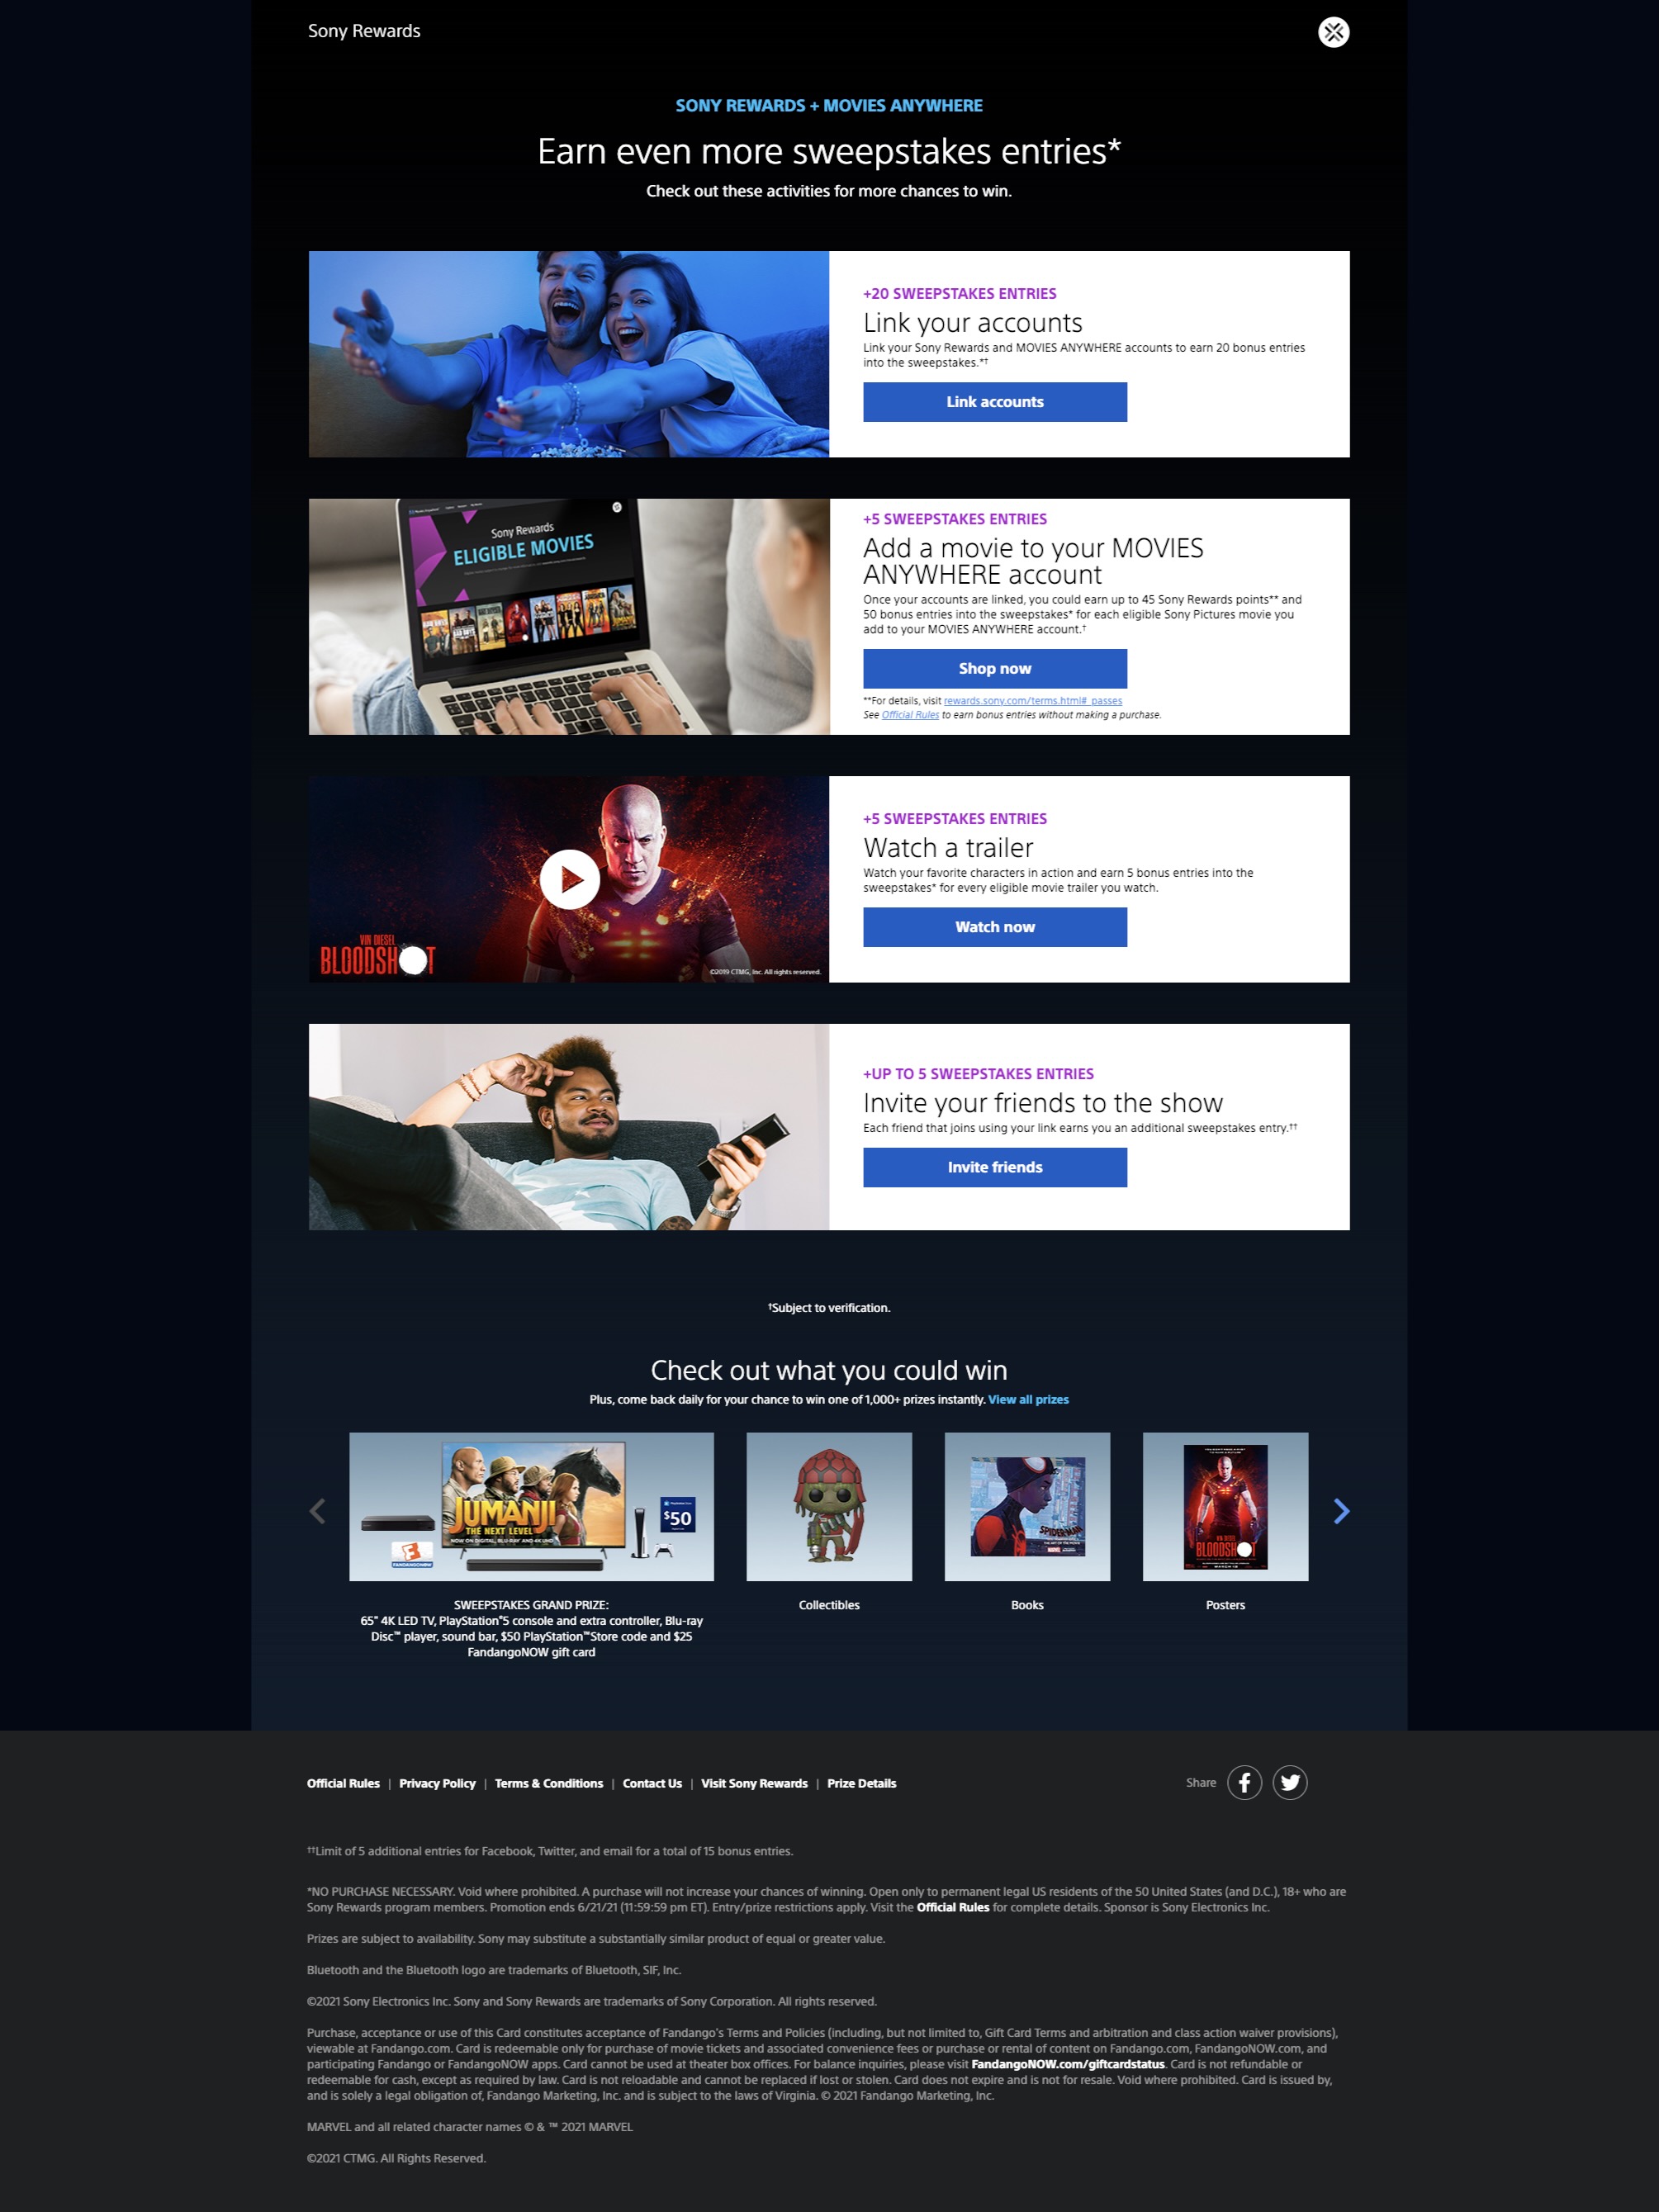 Sony Rewards
SONY REWARDS + MOVIES ANYWHERE
Earn even more sweepstakes entries*
Check out these activities for more chances to win.
+20 SWEEPSTAKES ENTRIES
Link your accounts
Link your Sony Rewards and MOVIES ANYWHERE accounts to earn 20 bonus entries
into the sweepstakes.*†
Link accounts
Sony Rewards
ELIGIBLE MOVIES
+5 SWEEPSTAKES ENTRIES
Add a movie to your MOVIES
ANYWHERE account
Once your accounts are linked, you could earn up to 45 Sony Rewards points** and
50 bonus entries into the sweepstakes* for each eligible Sony Pictures movie you
add to your MOVIES ANYWHERE account.†
Shop now
**For details, visit rewards.sony.com/terms.html#_passes
See Official Rules to earn bonus entries without making a purchase.
VIN DIESEL
BLOODSHOT
©2019 CTMG, Inc. All rights reserved.
+5 SWEEPSTAKES ENTRIES
Watch a trailer
Watch your favorite characters in action and earn 5 bonus entries into the
sweepstakes* for every eligible movie trailer you watch.
Watch now
+UP TO 5 SWEEPSTAKES ENTRIES
Invite your friends to the show
Each friend that joins using your link earns you an additional sweepstakes entry.††
Invite friends
†Subject to verification.
Check out what you could win
Plus, come back daily for your chance to win one of 1,000+ prizes instantly. View all prizes
JUMANJI
THE NEXT LEVEL
NOW ON DIGITAL, BLU-RAY AND 4K UHD
FANDANGONOW
$50
SPIDER-MAN
BLOODSHOT
SWEEPSTAKES GRAND PRIZE:
65" 4K LED TV, PlayStation®5 console and extra controller, Blu-ray
Disc™ player, sound bar, $50 PlayStation™Store code and $25
FandangoNOW gift card
Collectibles
Books
Posters
Official Rules | Privacy Policy | Terms & Conditions | Contact Us | Visit Sony Rewards | Prize Details
Share
††Limit of 5 additional entries for Facebook, Twitter, and email for a total of 15 bonus entries.
*NO PURCHASE NECESSARY. Void where prohibited. A purchase will not increase your chances of winning. Open only to permanent legal US residents of the 50 United States (and D.C.), 18+ who are
Sony Rewards program members. Promotion ends 6/21/21 (11:59:59 pm ET). Entry/prize restrictions apply. Visit the Official Rules for complete details. Sponsor is Sony Electronics Inc.
Prizes are subject to availability. Sony may substitute a substantially similar product of equal or greater value.
Bluetooth and the Bluetooth logo are trademarks of Bluetooth, SIF, Inc.
©2021 Sony Electronics Inc. Sony and Sony Rewards are trademarks of Sony Corporation. All rights reserved.
Purchase, acceptance or use of this Card constitutes acceptance of Fandango's Terms and Policies (including, but not limited to, Gift Card Terms and arbitration and class action waiver provisions),
viewable at Fandango.com. Card is redeemable only for purchase of movie tickets and associated convenience fees or purchase or rental of content on Fandango.com, FandangoNOW.com, and
participating Fandango or FandangoNOW apps. Card cannot be used at theater box offices. For balance inquiries, please visit FandangoNOW.com/giftcardstatus. Card is not refundable or
redeemable for cash, except as required by law. Card is not reloadable and cannot be replaced if lost or stolen. Card does not expire and is not for resale. Void where prohibited. Card is issued by,
and is solely a legal obligation of, Fandango Marketing, Inc. and is subject to the laws of Virginia. © 2021 Fandango Marketing, Inc.
MARVEL and all related character names © & ™ 2021 MARVEL
©2021 CTMG. All Rights Reserved.